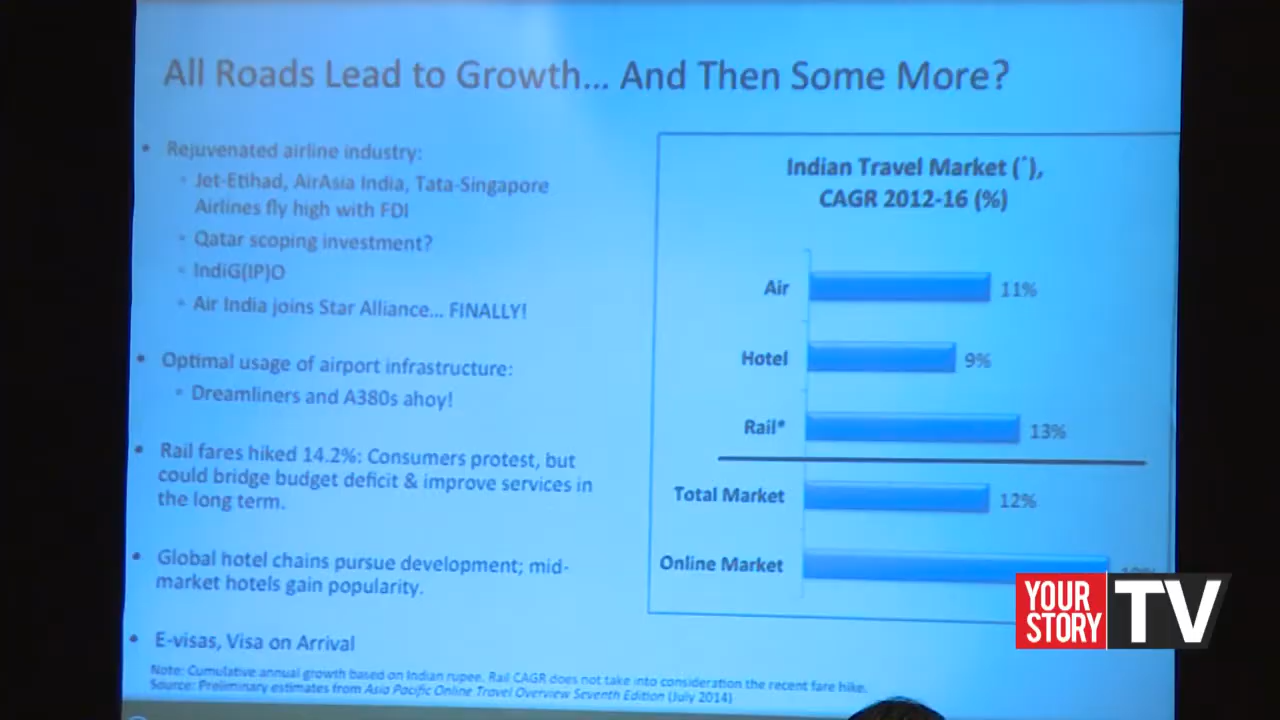 All Roads Lead to Growth... And Then Some More?
• Rejuvenated airline industry:
◦ Jet-Etihad, AirAsia India, Tata-Singapore
Airlines fly high with FDI
◦ Qatar scoping investment?
◦ IndiG(IP)O
◦ Air India joins Star Alliance... FINALLY!
• Optimal usage of airport infrastructure:
◦ Dreamliners and A380s ahoy!
• Rail fares hiked 14.2%: Consumers protest, but
could bridge budget deficit & improve services in
the long term.
• Global hotel chains pursue development; mid-
market hotels gain popularity.
• E-visas, Visa on Arrival
Indian Travel Market (*),
CAGR 2012-16 (%)
Air 11%
Hotel 9%
Rail* 13%
Total Market 12%
Online Market
Note: Cumulative annual growth based on Indian rupee. Rail CAGR does not take into consideration the recent fare hike.
Source: Preliminary estimates from Asia Pacific Online Travel Overview Seventh Edition (July 2014)
YOUR
STORY
TV